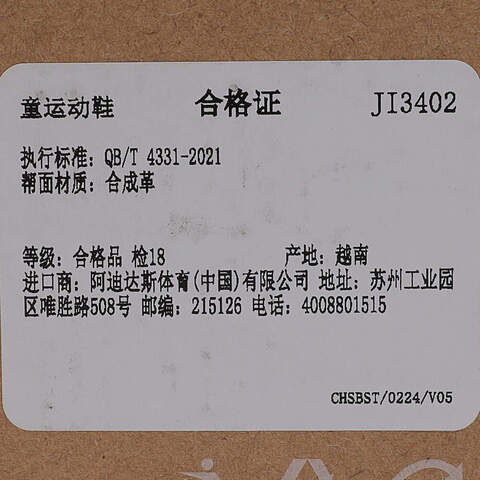 童运动鞋 合格证 JI3402
执行标准: QB/T 4331-2021
帮面材质: 合成革
等级: 合格品 检18 产地: 越南
进口商: 阿迪达斯体育(中国)有限公司 地址: 苏州工业园
区唯胜路508号 邮编: 215126 电话: 4008801515
CHSBST/0224/V05